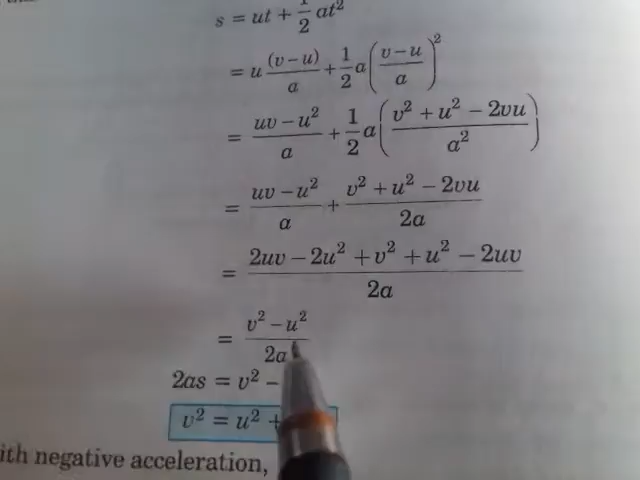 s = ut + 1/2 at²
= u (v – u)/a + 1/2 a ((v – u)/a)²
= (uv – u²)/a + 1/2 a ((v² + u² – 2vu)/a²)
= (uv – u²)/a + (v² + u² – 2vu)/2a
= (2uv – 2u² + v² + u² – 2uv)/2a
= (v² – u²)/2a
2as = v² –
v² = u² +
ith negative acceleration,